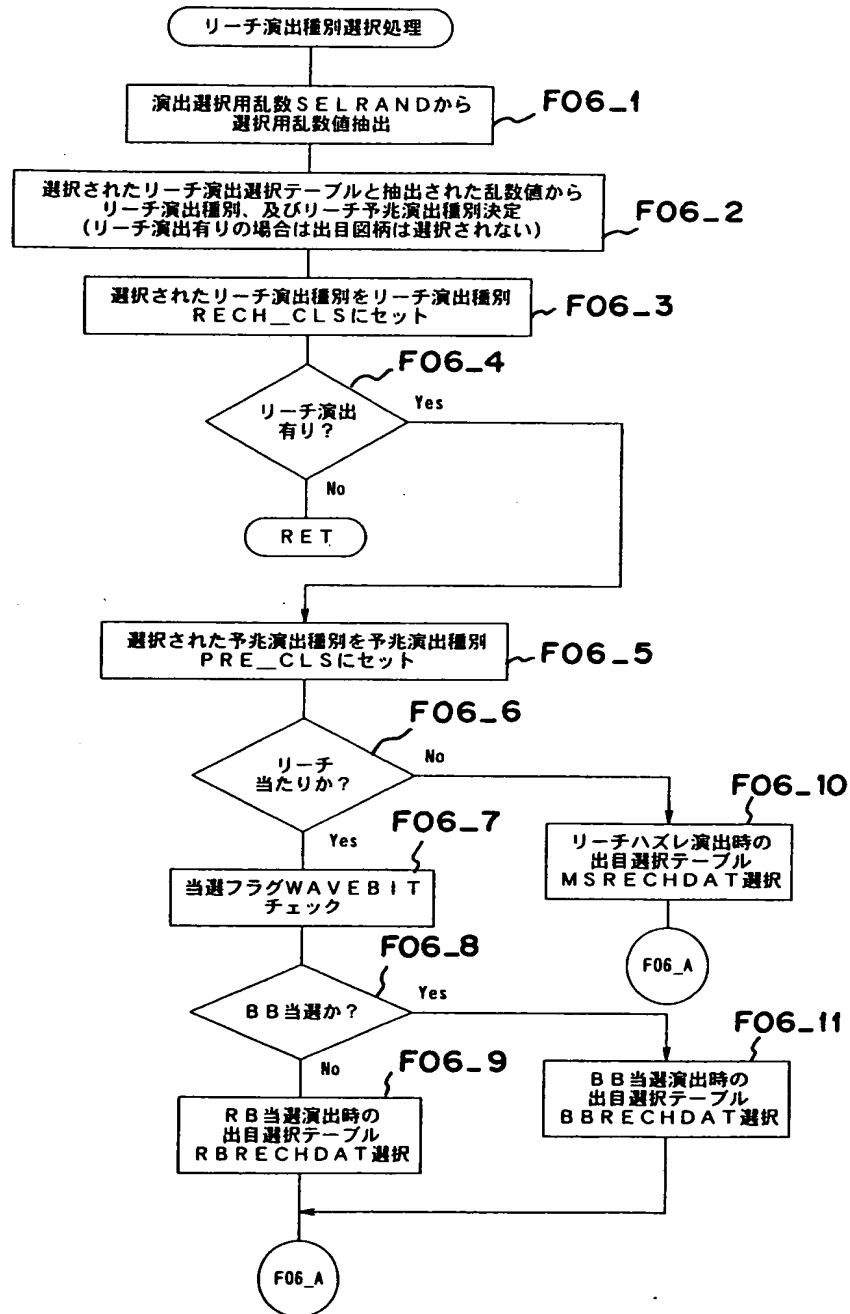 リーチ演出種別選択処理
演出選択用乱数SELRANDから
選択用乱数値抽出
F06_1
選択されたリーチ演出選択テーブルと抽出された乱数値から
リーチ演出種別、及びリーチ予兆演出種別決定
(リーチ演出有りの場合は出目図柄は選択されない)
F06_2
選択されたリーチ演出種別をリーチ演出種別
RECH__CLSにセット
F06_3
F06_4
リーチ演出
有り?
Yes
No
RET
選択された予兆演出種別を予兆演出種別
PRE__CLSにセット
F06_5
F06_6
リーチ
当たりか?
No
Yes
F06_10
リーチハズレ演出時の
出目選択テーブル
MSRECHDAT選択
F06_A
F06_7
当選フラグWAVEBIT
チェック
F06_8
BB当選か?
Yes
No
F06_9
RB当選演出時の
出目選択テーブル
RBRECHDAT選択
F06_11
BB当選演出時の
出目選択テーブル
BBRECHDAT選択
F06_A